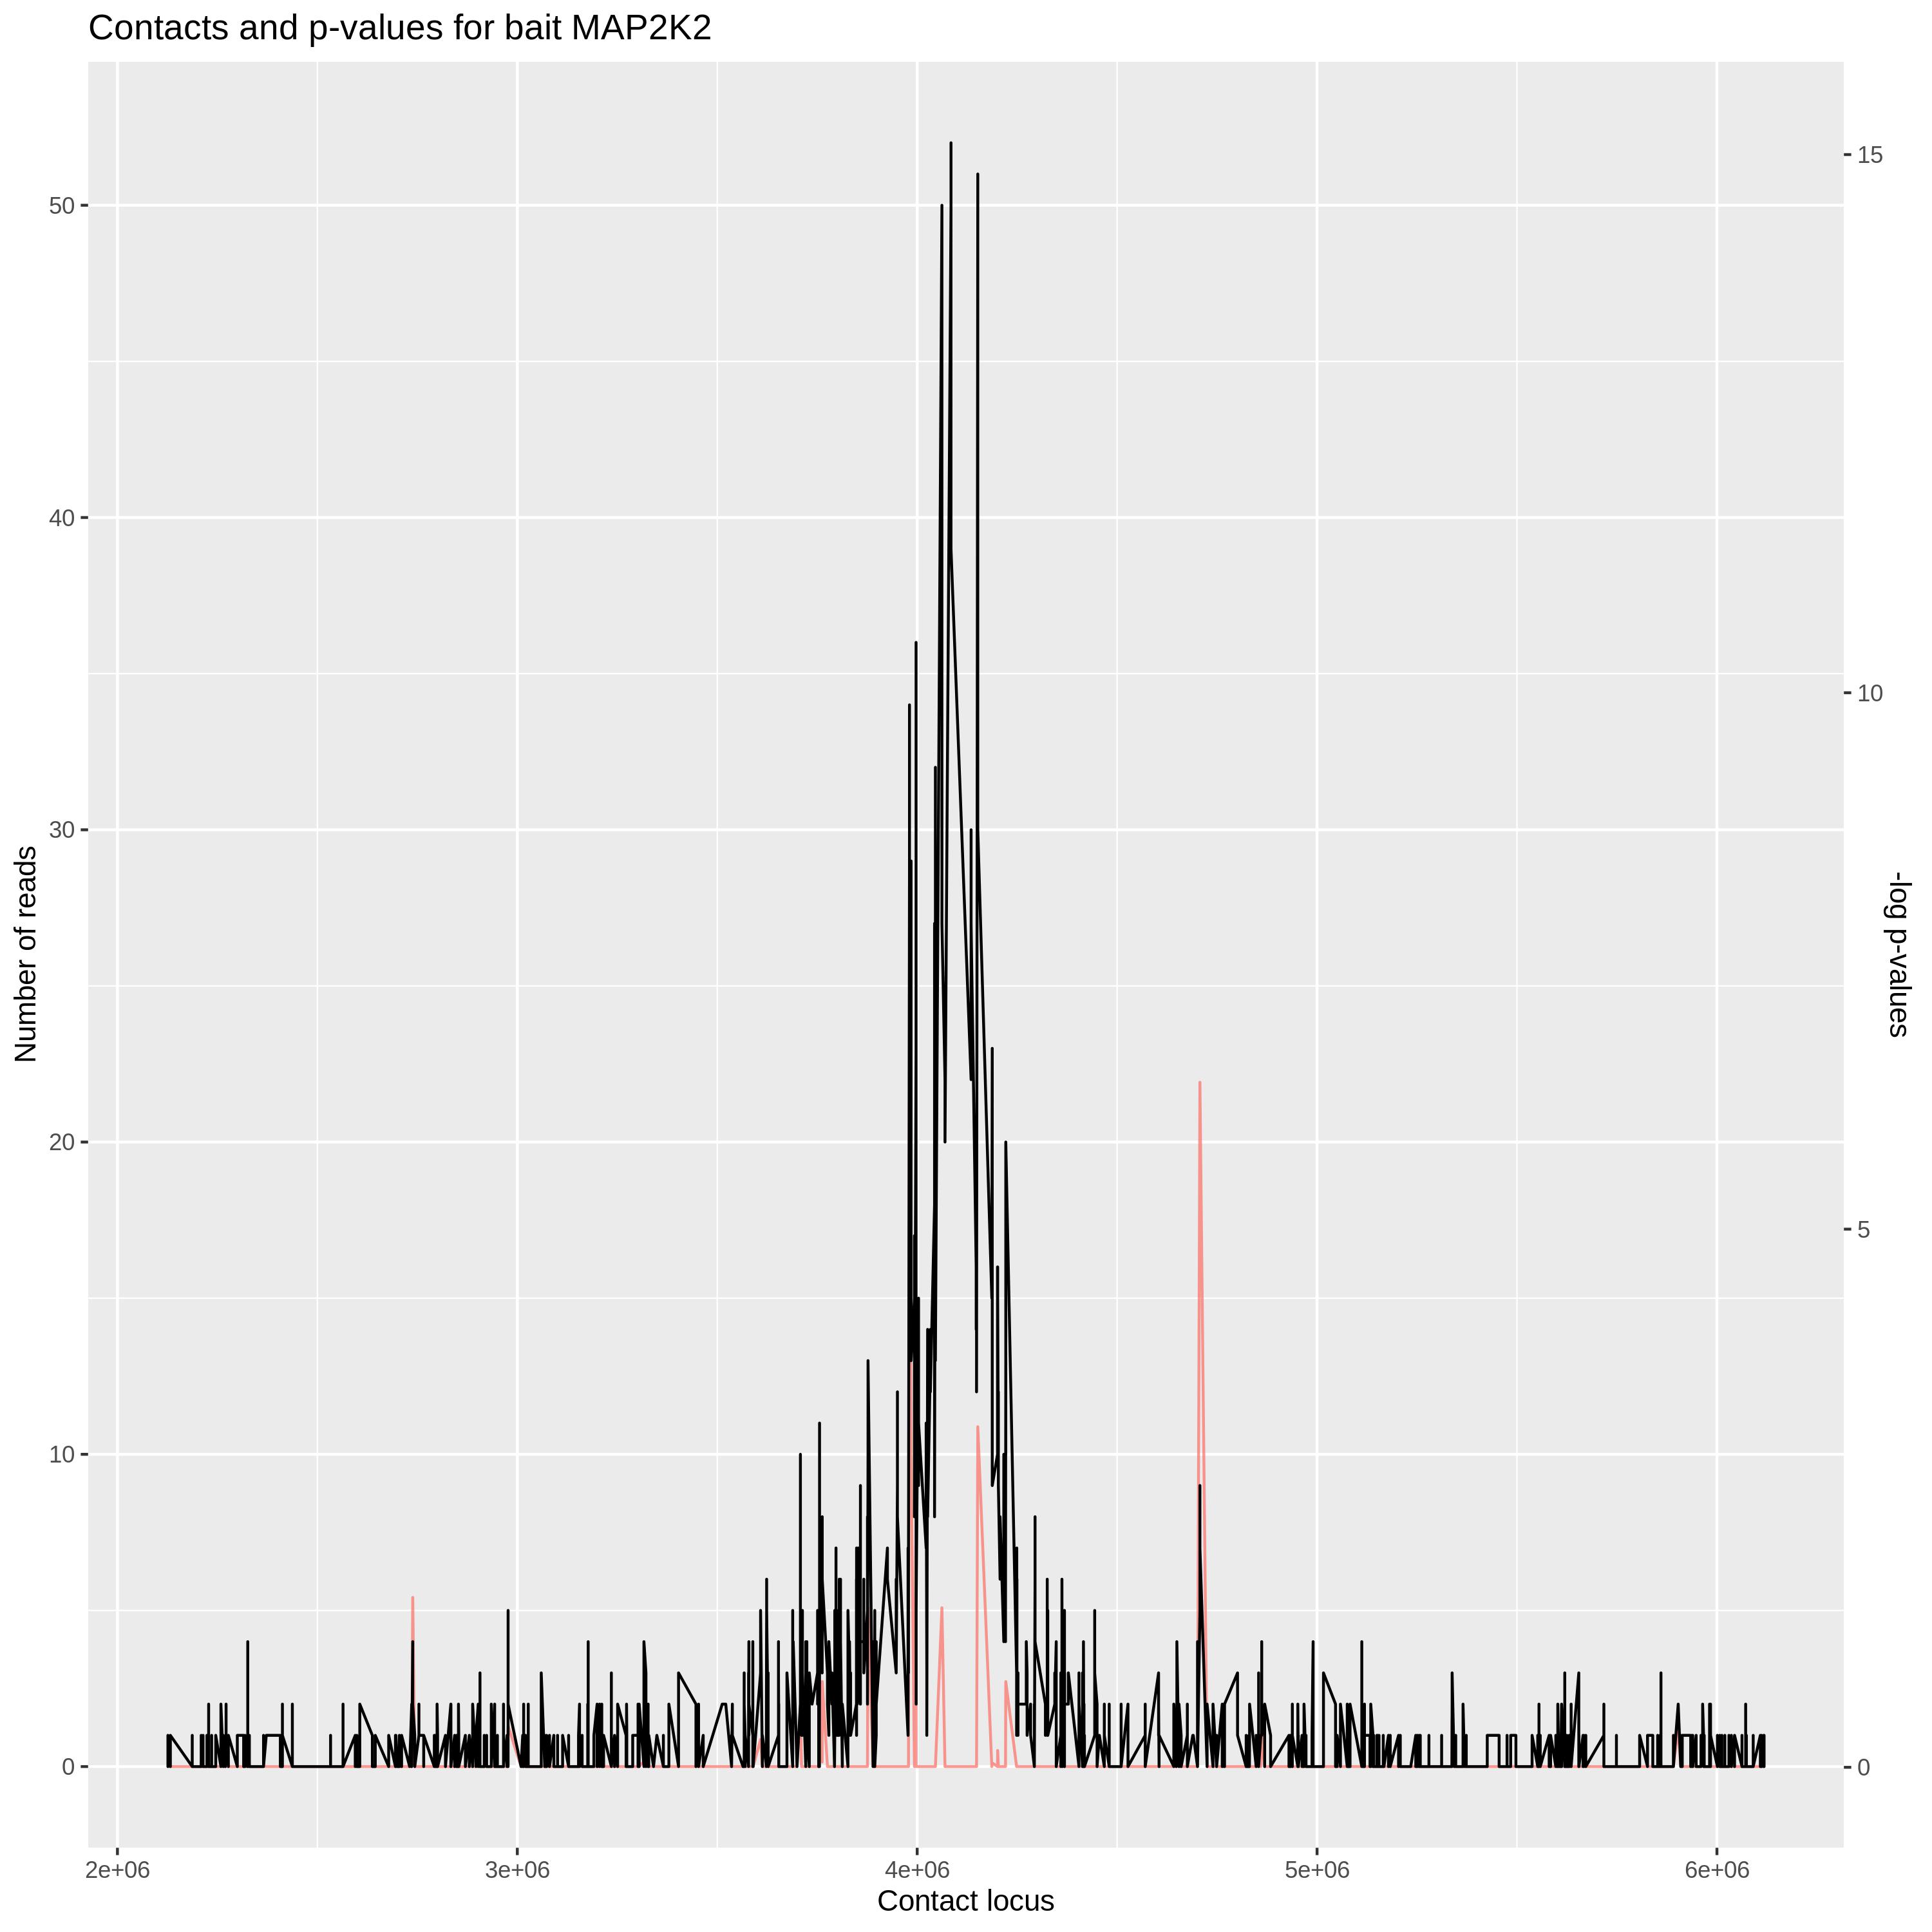 Contacts and p-values for bait MAP2K2
50
40
30
20
10
0
Number of reads
15
10
5
0
-log p-values
2e+06 3e+06 4e+06 5e+06 6e+06
Contact locus